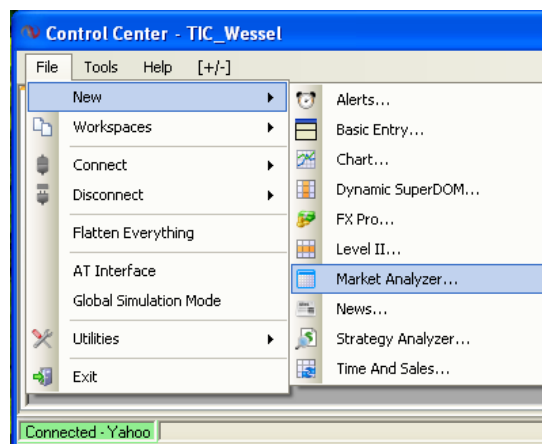 Control Center - TIC_Wessel
File Tools Help [+/-]
New
Workspaces
Connect
Disconnect
Flatten Everything
AT Interface
Global Simulation Mode
Utilities
Exit
Alerts...
Basic Entry...
Chart...
Dynamic SuperDOM...
FX Pro...
Level II...
Market Analyzer...
News...
Strategy Analyzer...
Time And Sales...
Connected - Yahoo